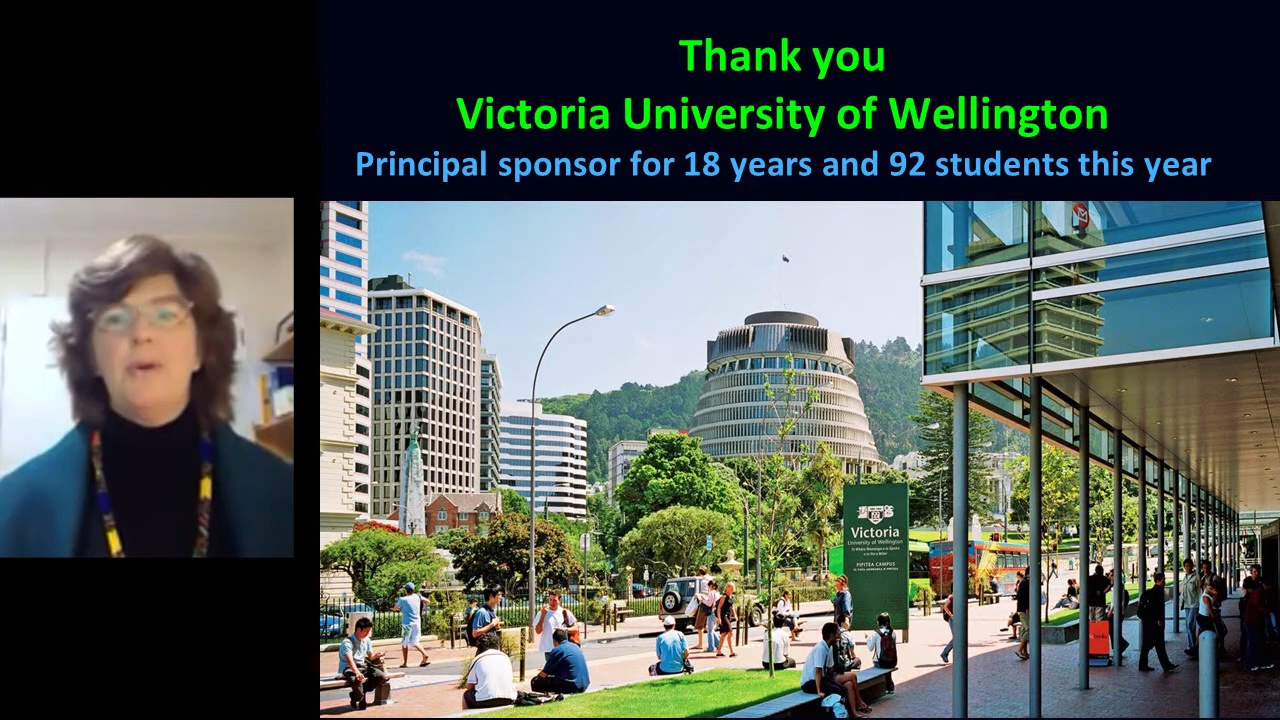 Thank you
Victoria University of Wellington
Principal sponsor for 18 years and 92 students this year
Victoria
University of Wellington
PIPITEA CAMPUS